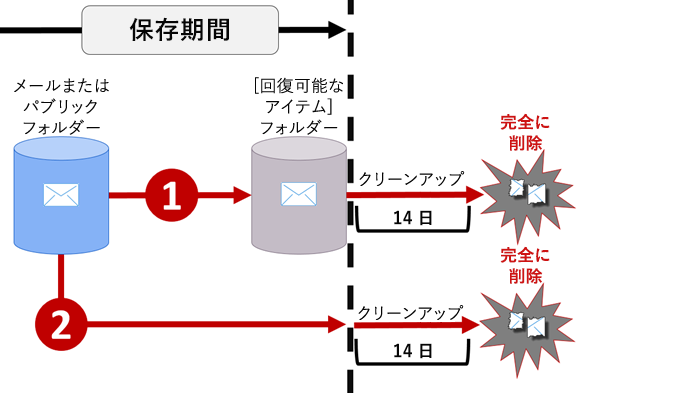 保存期間
メールまたは
パブリック
フォルダー
[回復可能な
アイテム]
フォルダー
1
クリーンアップ
14 日
完全に
削除
2
クリーンアップ
14 日
完全に
削除